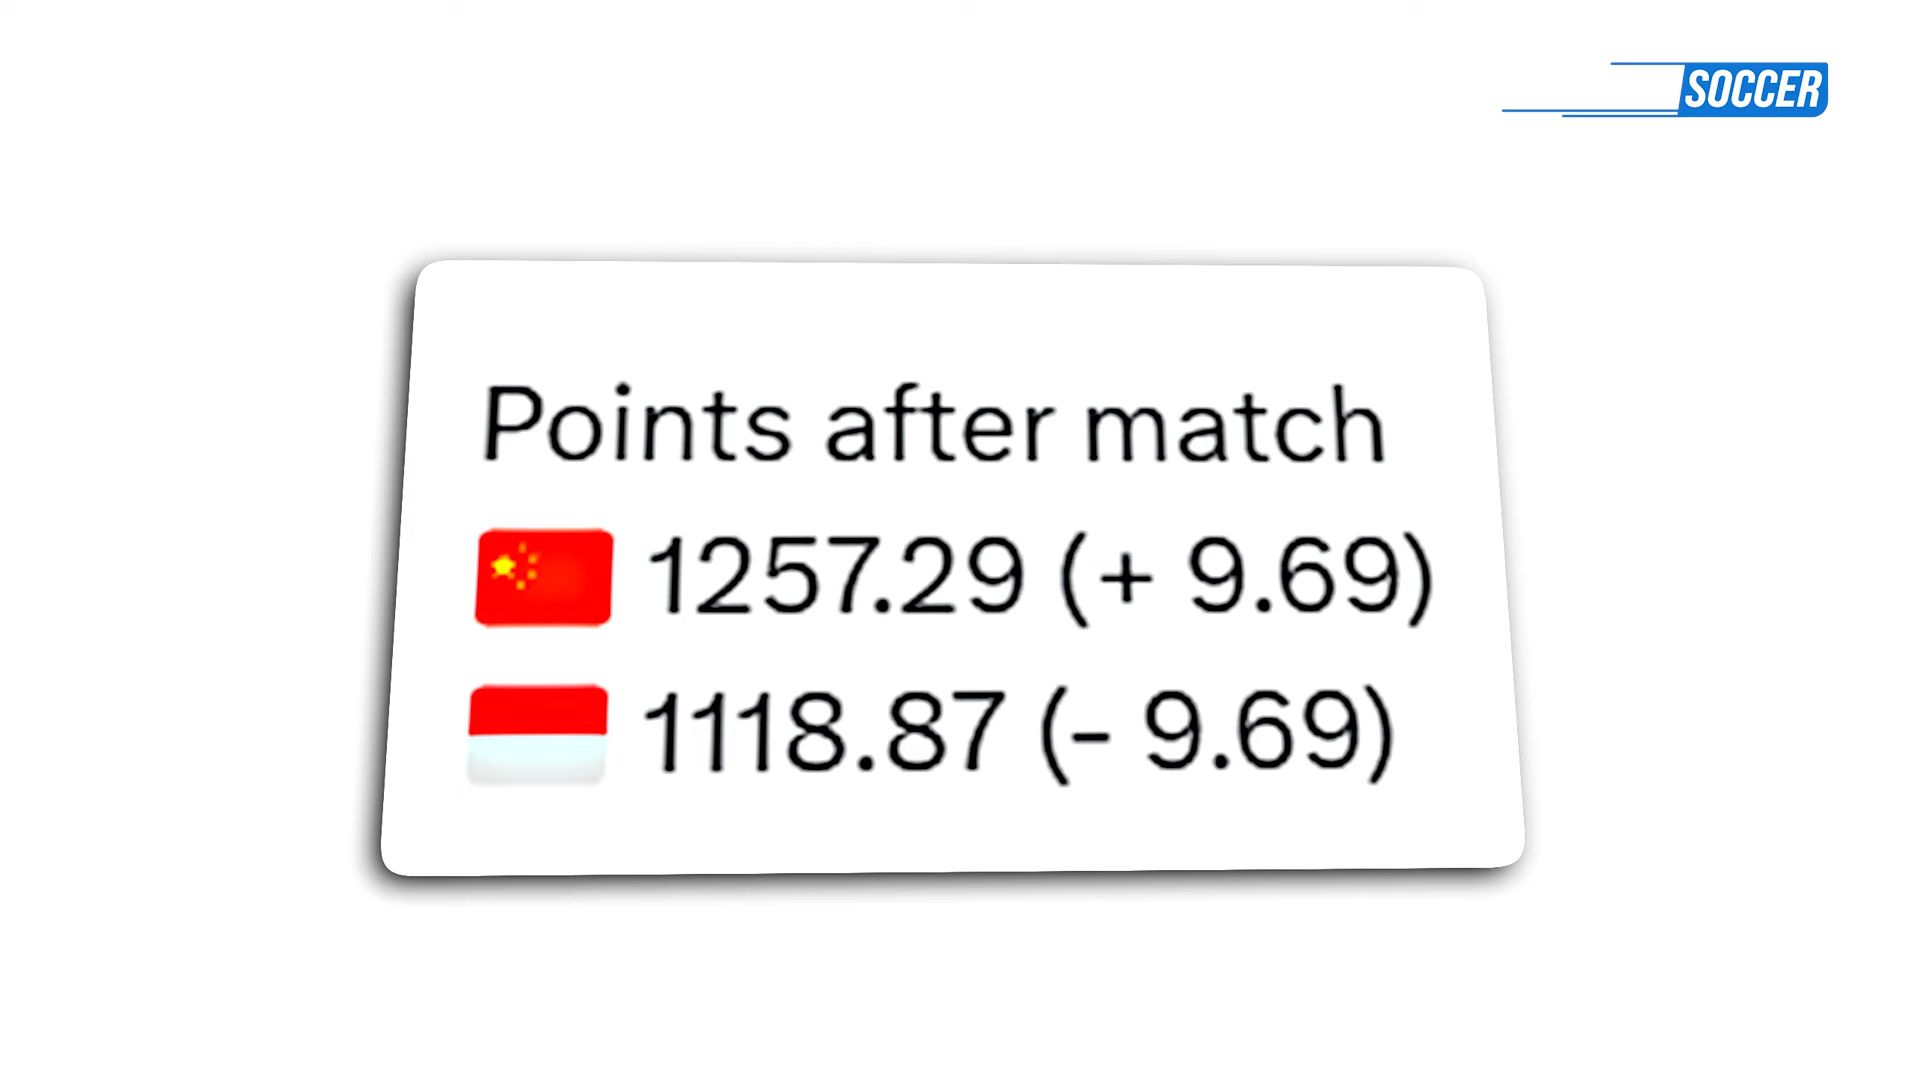 SOCCER
Points after match
1257.29 (+ 9.69)
1118.87 (- 9.69)